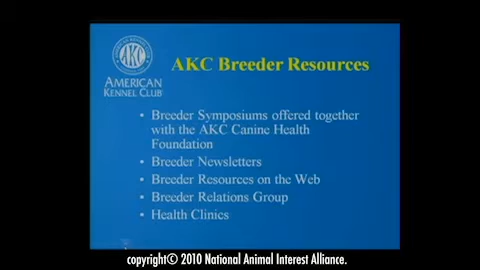 AKC Breeder Resources
AKC
AMERICAN
KENNEL CLUB
• Breeder Symposiums offered together
with the AKC Canine Health
Foundation
• Breeder Newsletters
• Breeder Resources on the Web
• Breeder Relations Group
• Health Clinics
copyright© 2010 National Animal Interest Alliance.